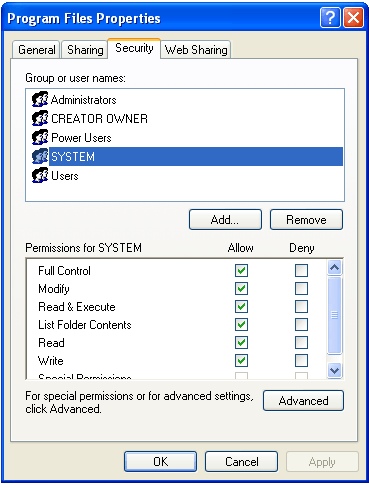 Program Files Properties
General Sharing Security Web Sharing
Group or user names:
Administrators
CREATOR OWNER
Power Users
SYSTEM
Users
Add... Remove
Permissions for SYSTEM Allow Deny
Full Control
Modify
Read & Execute
List Folder Contents
Read
Write
Special Permissions
For special permissions or for advanced settings,
click Advanced.
Advanced
OK Cancel Apply